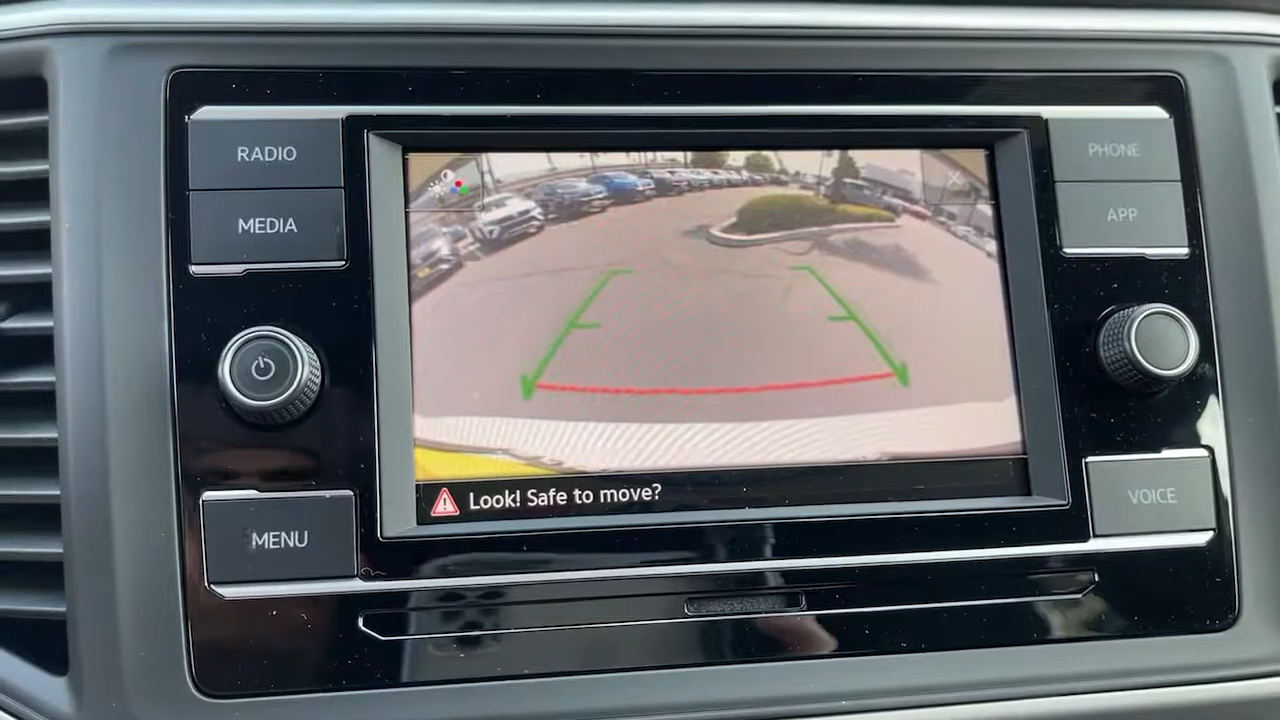 RADIO
MEDIA
MENU
PHONE
APP
VOICE
Look! Safe to move?